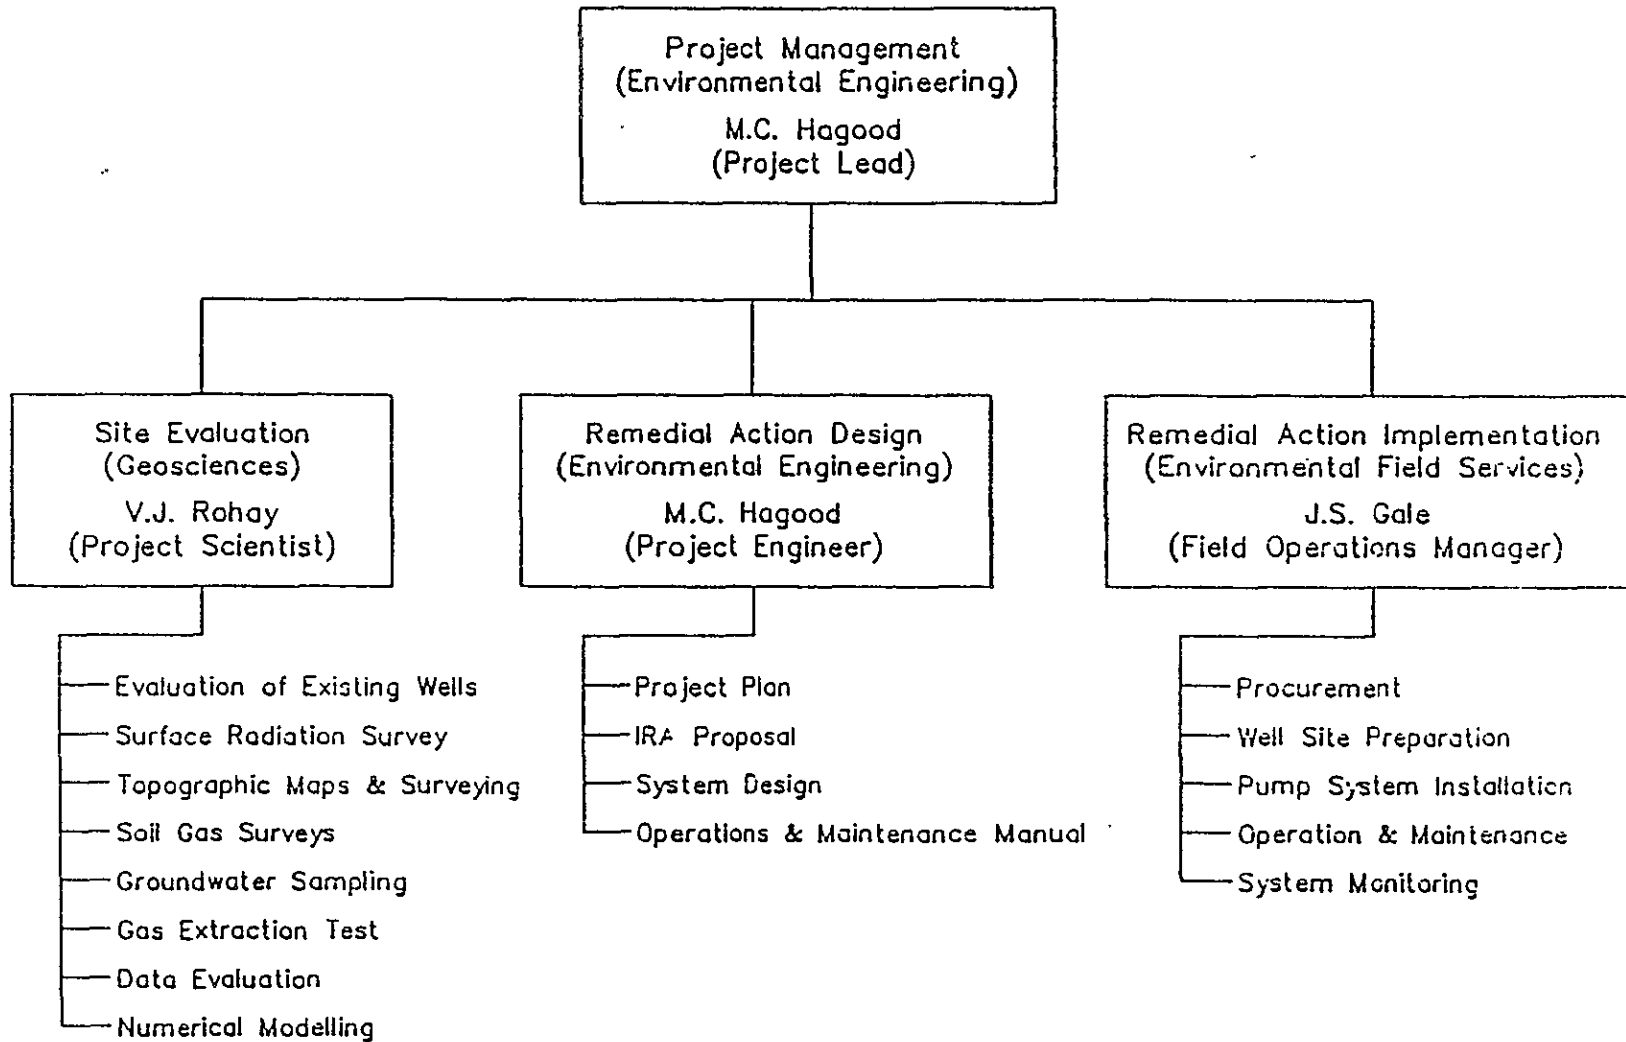 Project Management
(Environmental Engineering)
M.C. Hagood
(Project Lead)
Site Evaluation
(Geosciences)
V.J. Rohay
(Project Scientist)
Evaluation of Existing Wells
Surface Radiation Survey
Topographic Maps & Surveying
Soil Gas Surveys
Groundwater Sampling
Gas Extraction Test
Data Evaluation
Numerical Modelling
Remedial Action Design
(Environmental Engineering)
M.C. Hagood
(Project Engineer)
Project Plan
IRA Proposal
System Design
Operations & Maintenance Manual
Remedial Action Implementation
(Environmental Field Services)
J.S. Gale
(Field Operations Manager)
Procurement
Well Site Preparation
Pump System Installation
Operation & Maintenance
System Monitoring